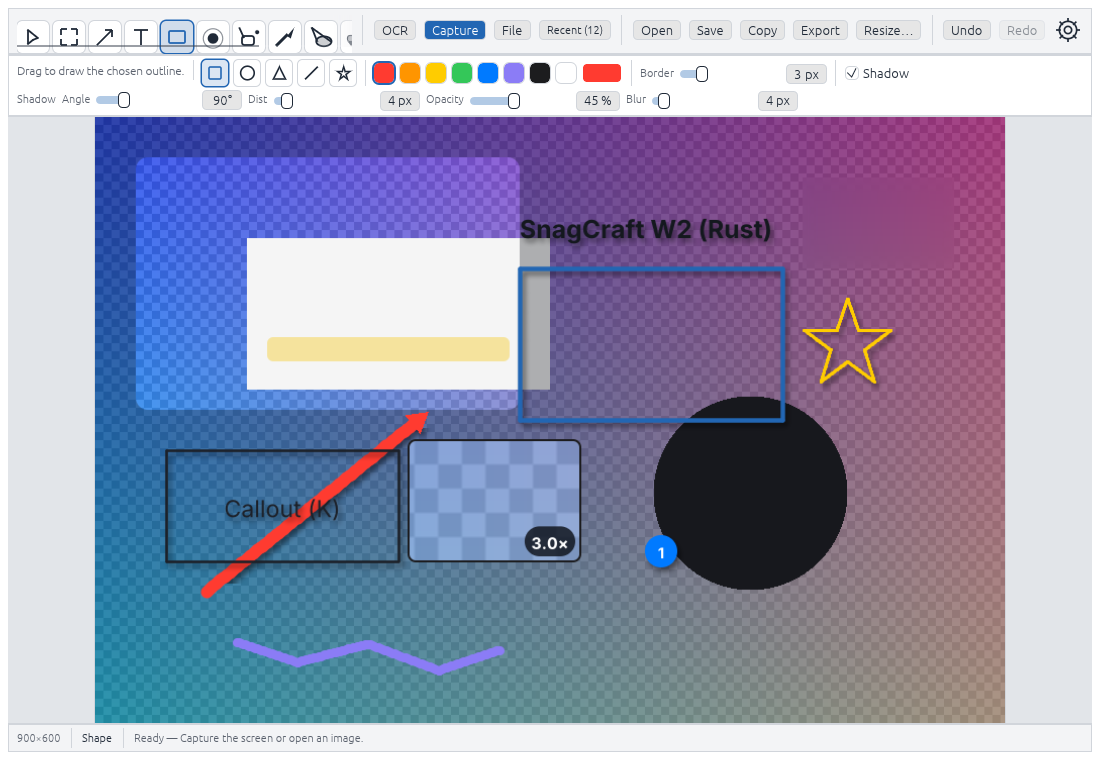 OCR Capture File Recent (12) Open Save Copy Export Resize… Undo Redo
Drag to draw the chosen outline. Border 3 px Shadow
Shadow Angle 90° Dist 4 px Opacity 45 % Blur 4 px
SnagCraft W2 (Rust)
Callout (K)
3.0×
1
900×600 Shape Ready — Capture the screen or open an image.